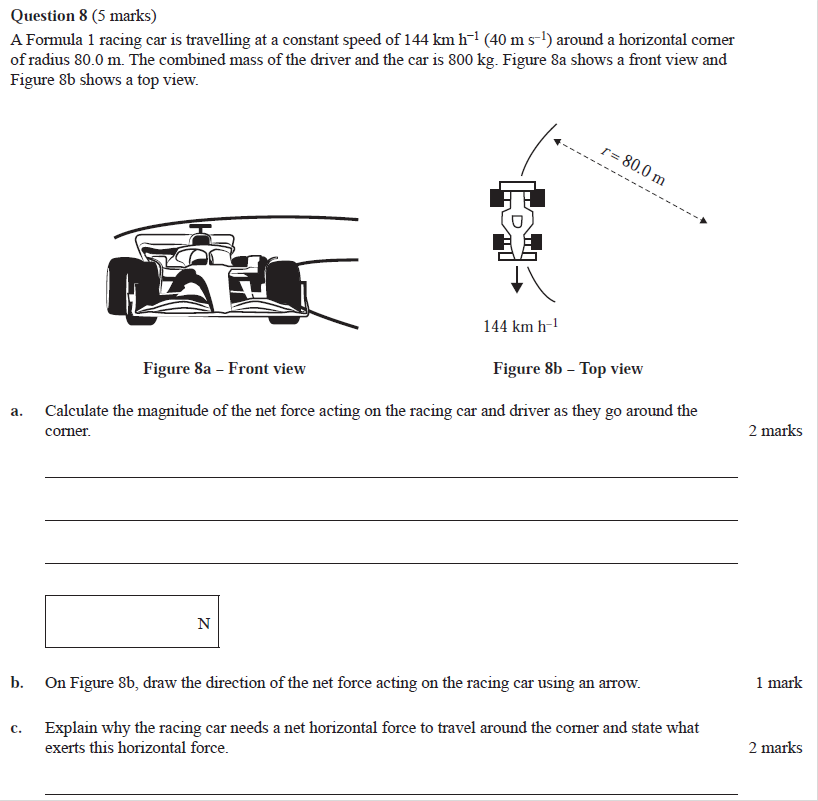 Question 8 (5 marks)
A Formula 1 racing car is travelling at a constant speed of 144 km h⁻¹ (40 m s⁻¹) around a horizontal corner
of radius 80.0 m. The combined mass of the driver and the car is 800 kg. Figure 8a shows a front view and
Figure 8b shows a top view.
r = 80.0 m
144 km h⁻¹
Figure 8a – Front view
Figure 8b – Top view
a. Calculate the magnitude of the net force acting on the racing car and driver as they go around the
corner. 2 marks
N
b. On Figure 8b, draw the direction of the net force acting on the racing car using an arrow. 1 mark
c. Explain why the racing car needs a net horizontal force to travel around the corner and state what
exerts this horizontal force. 2 marks